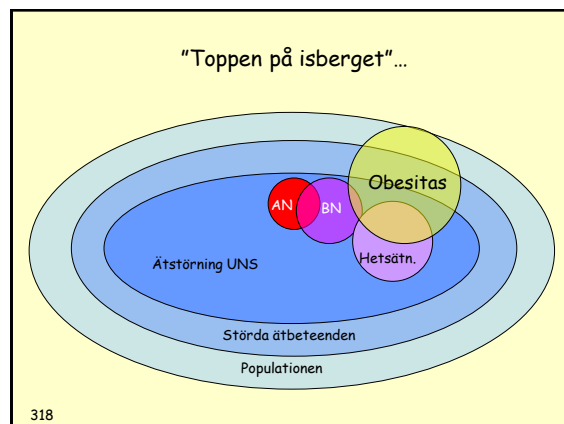 ”Toppen på isberget”…
Obesitas
AN
BN
Hetsätn.
Ätstörning UNS
Störda ätbeteenden
Populationen
318